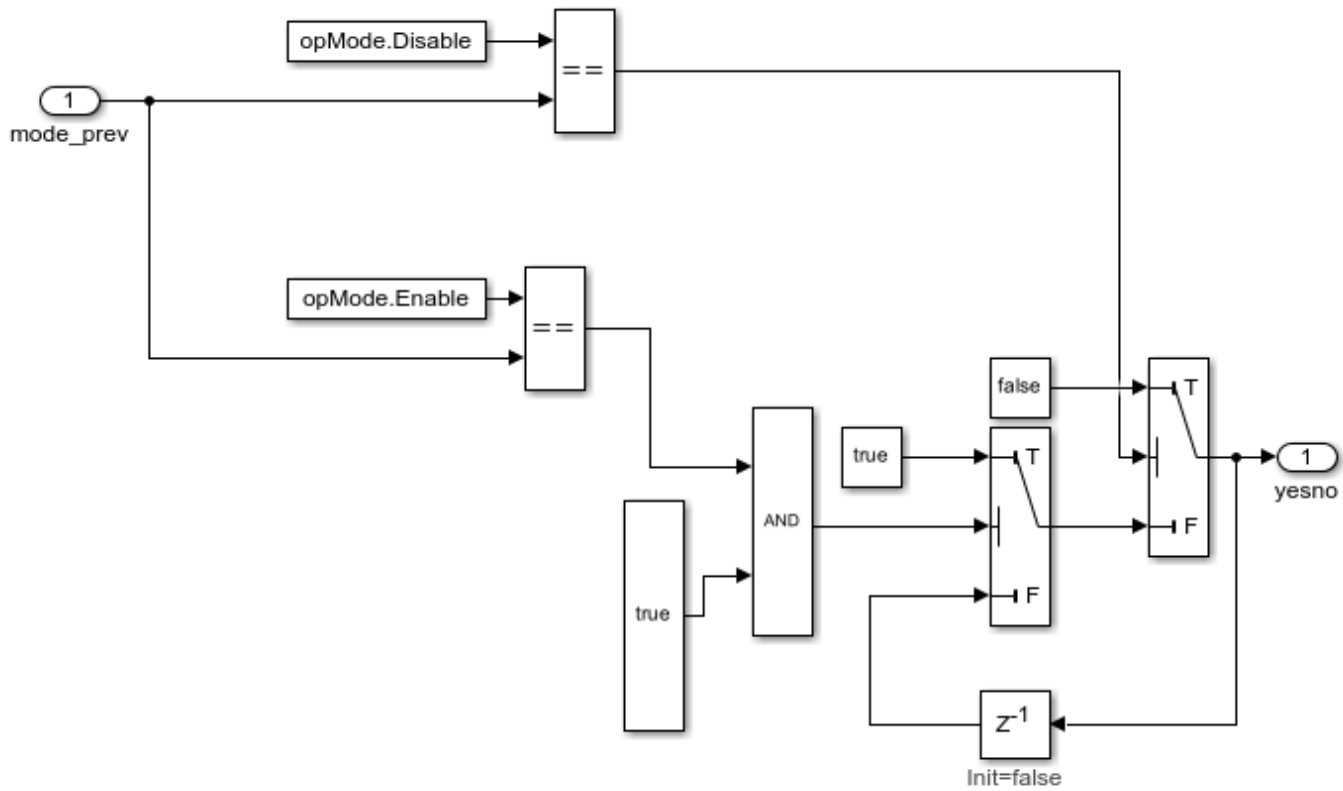 opMode.Disable
==
1
mode_prev
opMode.Enable
==
false
T
true
T
1
yesno
AND
F
true
F
Z-1
Init=false